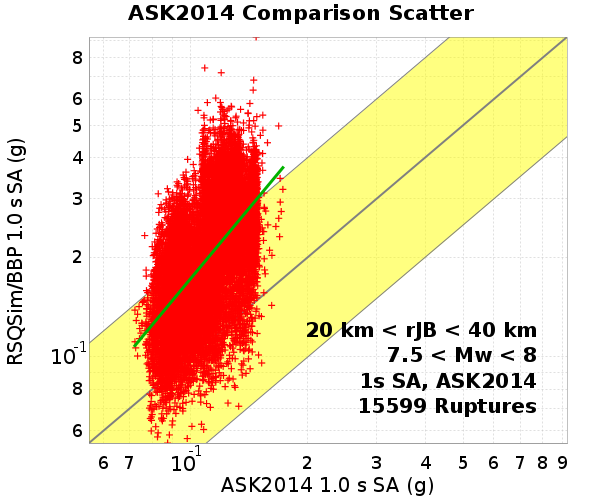 ASK2014 Comparison Scatter
RSQSim/BBP 1.0 s SA (g)
8
6
5
4
3
2
10-1
8
6
20 km < rJB < 40 km
7.5 < Mw < 8
1s SA, ASK2014
15599 Ruptures
6 7 10-1 2 3 4 5 6 7 8 9
ASK2014 1.0 s SA (g)